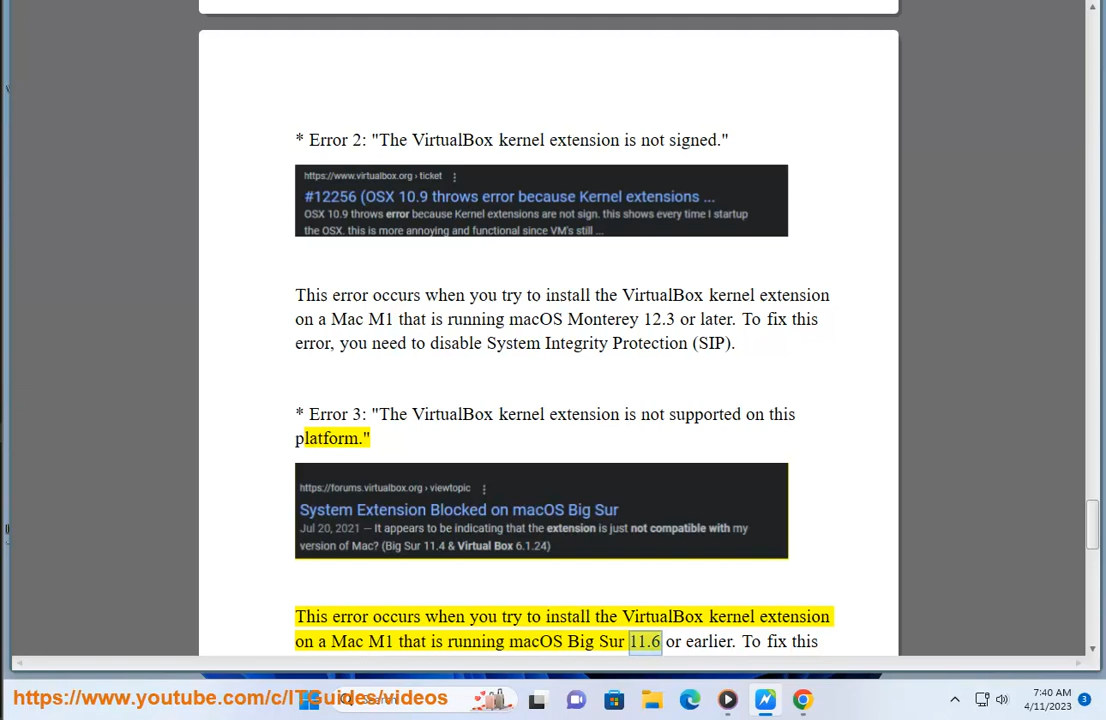 * Error 2: "The VirtualBox kernel extension is not signed."
https://www.virtualbox.org › ticket
#12256 (OSX 10.9 throws error because Kernel extensions ...
OSX 10.9 throws error because Kernel extensions are not sign. this shows every time I startup
the OSX. this is more annoying and functional since VM's still ...
This error occurs when you try to install the VirtualBox kernel extension
on a Mac M1 that is running macOS Monterey 12.3 or later. To fix this
error, you need to disable System Integrity Protection (SIP).
* Error 3: "The VirtualBox kernel extension is not supported on this
platform."
https://forums.virtualbox.org › viewtopic
System Extension Blocked on macOS Big Sur
Jul 20, 2021 — It appears to be indicating that the extension is just not compatible with my
version of Mac? (Big Sur 11.4 & Virtual Box 6.1.24)
This error occurs when you try to install the VirtualBox kernel extension
on a Mac M1 that is running macOS Big Sur 11.6 or earlier. To fix this
https://www.youtube.com/c/ITGuides/videos
7:40 AM
4/11/2023
3